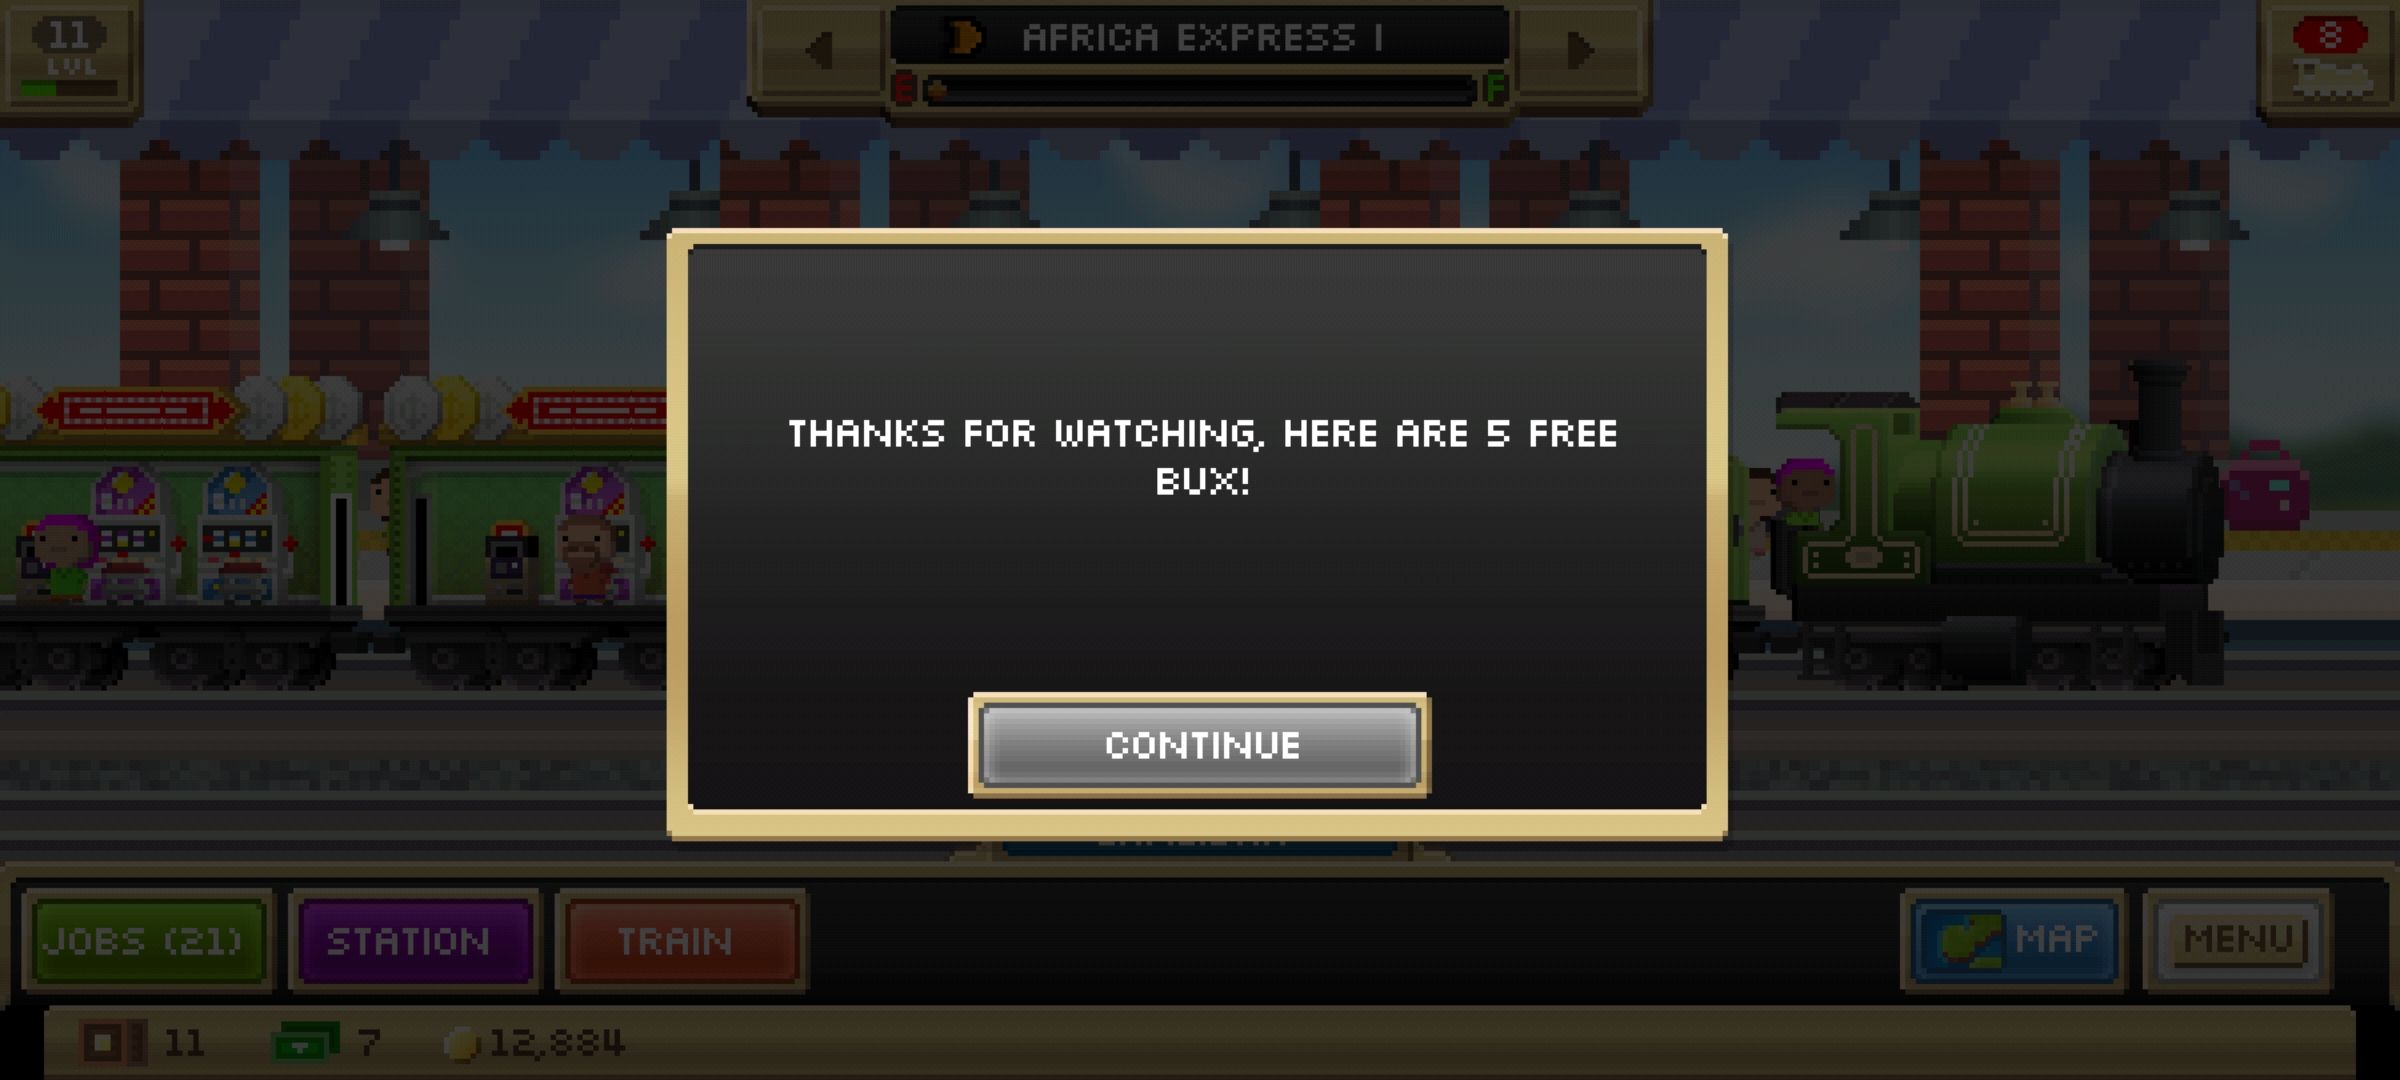 11
LVL
AFRICA EXPRESS I
E
F
8
THANKS FOR WATCHING, HERE ARE 5 FREE
BUX!
CONTINUE
JOBS (21)
STATION
TRAIN
MAP
MENU
11
7
12,884